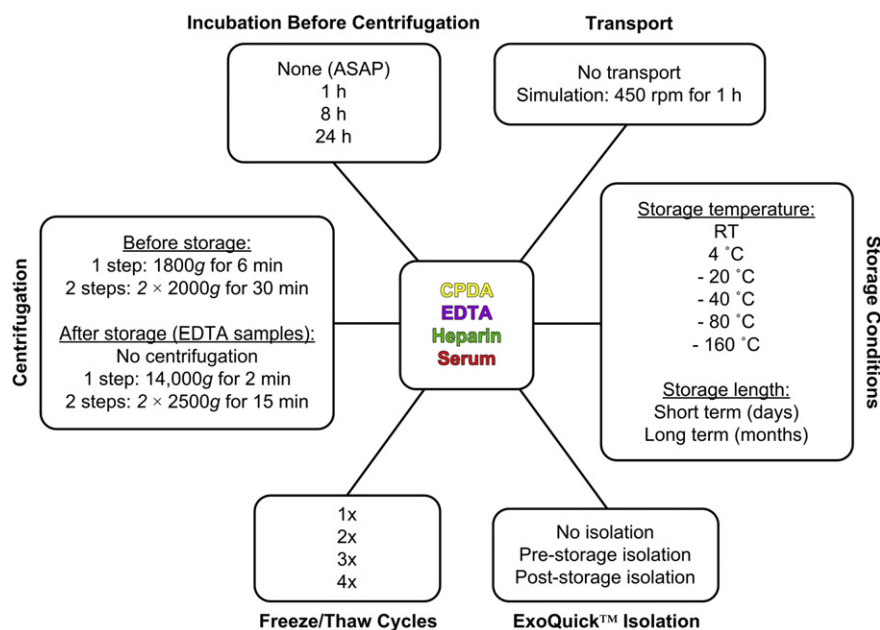 Incubation Before Centrifugation
None (ASAP)
1 h
8 h
24 h
Transport
No transport
Simulation: 450 rpm for 1 h
Centrifugation
Before storage:
1 step: 1800g for 6 min
2 steps: 2 × 2000g for 30 min
After storage (EDTA samples):
No centrifugation
1 step: 14,000g for 2 min
2 steps: 2 × 2500g for 15 min
CPDA
EDTA
Heparin
Serum
Storage Conditions
Storage temperature:
RT
4 ˚C
- 20 ˚C
- 40 ˚C
- 80 ˚C
- 160 ˚C
Storage length:
Short term (days)
Long term (months)
1x
2x
3x
4x
Freeze/Thaw Cycles
No isolation
Pre-storage isolation
Post-storage isolation
ExoQuick™ Isolation